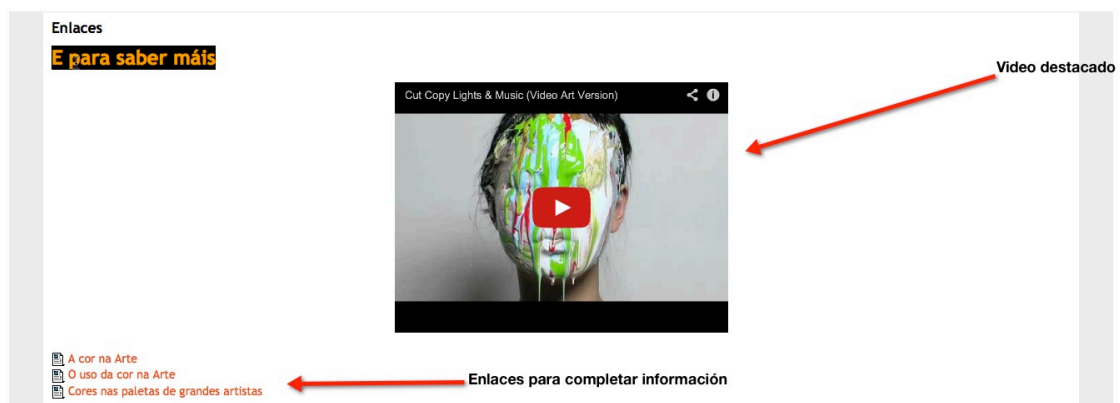 Enlaces
E para saber máis
Video destacado
Cut Copy Lights & Music (Video Art Version)
A cor na Arte
O uso da cor na Arte
Enlaces para completar información
Cores nas paletas de grandes artistas